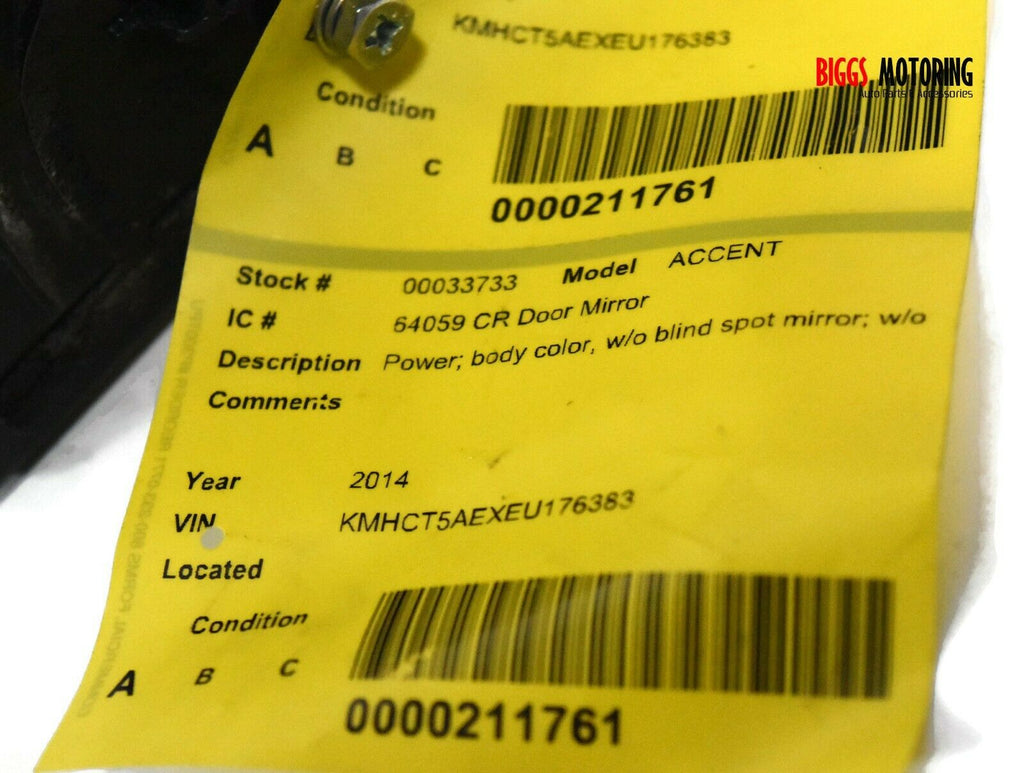 KMHCT5AEXEU176383
BIGGS MOTORING
Auto Parts & Accessories
Condition
A B C
0000211761
Stock # 00033733 Model ACCENT
IC # 64059 CR Door Mirror
Description Power; body color, w/o blind spot mirror; w/o
Comments
Year 2014
VIN KMHCT5AEXEU176383
Located
Condition
A B C
0000211761